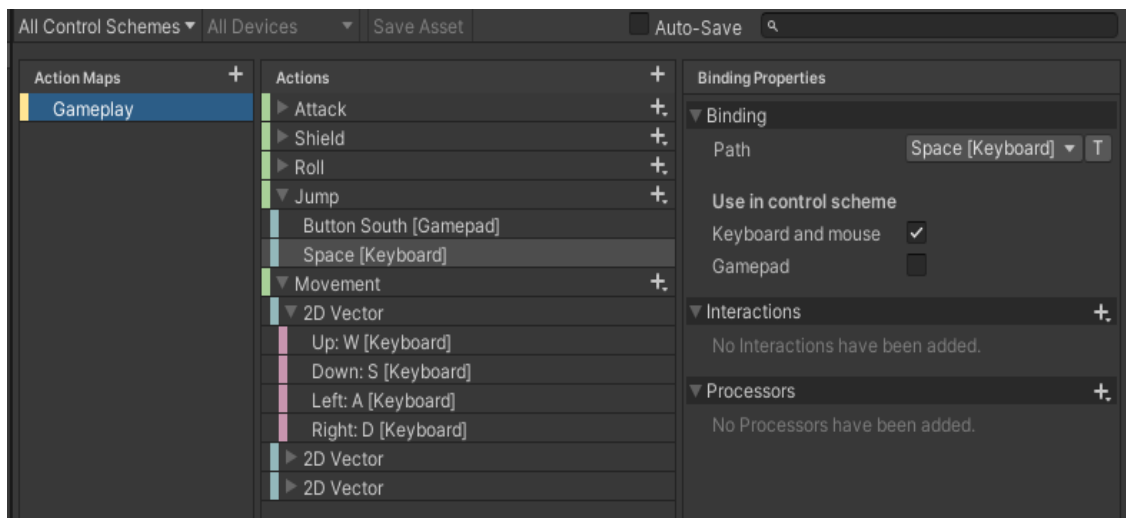 All Control Schemes All Devices Save Asset Auto-Save
Action Maps
Gameplay
Actions
Attack
Shield
Roll
Jump
Button South [Gamepad]
Space [Keyboard]
Movement
2D Vector
Up: W [Keyboard]
Down: S [Keyboard]
Left: A [Keyboard]
Right: D [Keyboard]
2D Vector
2D Vector
Binding Properties
Binding
Path Space [Keyboard] T
Use in control scheme
Keyboard and mouse
Gamepad
Interactions
No Interactions have been added.
Processors
No Processors have been added.